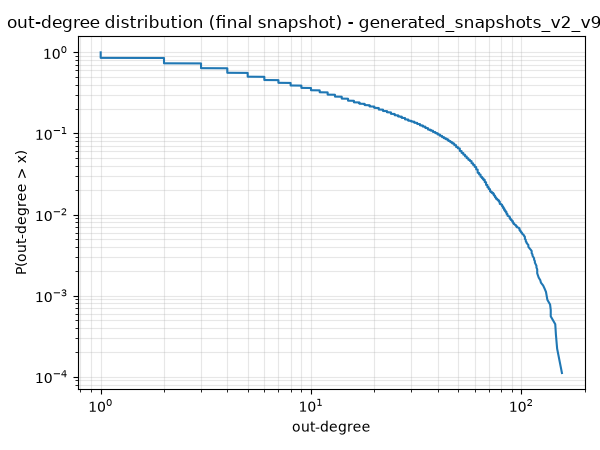 out-degree distribution (final snapshot) - generated_snapshots_v2_v9
P(out-degree > x)
10⁰
10⁻¹
10⁻²
10⁻³
10⁻⁴
10⁰ 10¹ 10²
out-degree